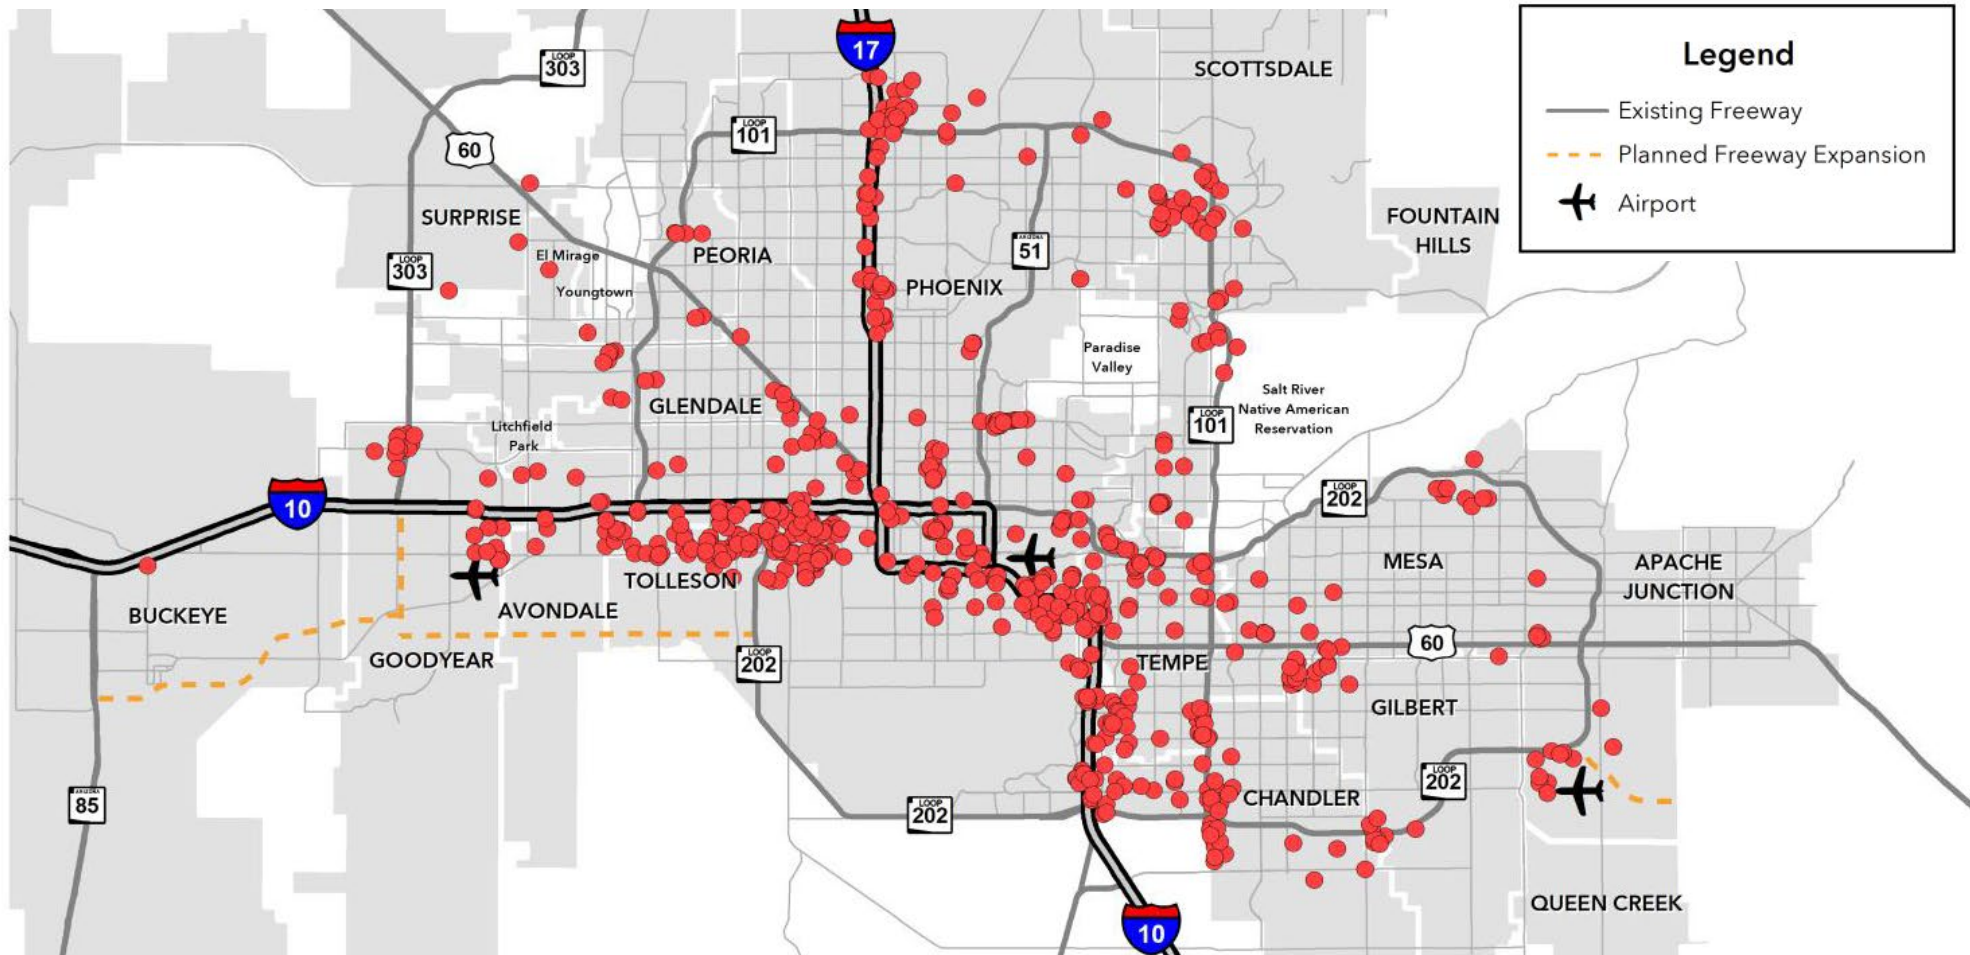 Legend
Existing Freeway
Planned Freeway Expansion
Airport
17
LOOP
303
SCOTTSDALE
LOOP
101
60
SURPRISE
FOUNTAIN
HILLS
El Mirage
PEORIA
ARIZONA
51
LOOP
303
Youngtown
PHOENIX
Paradise
Valley
Salt River
Native American
Reservation
GLENDALE
LOOP
101
Litchfield
Park
10
LOOP
202
MESA
APACHE
JUNCTION
TOLLESON
BUCKEYE
AVONDALE
60
GOODYEAR
LOOP
202
TEMPE
GILBERT
LOOP
202
ARIZONA
85
CHANDLER
LOOP
202
QUEEN CREEK
10